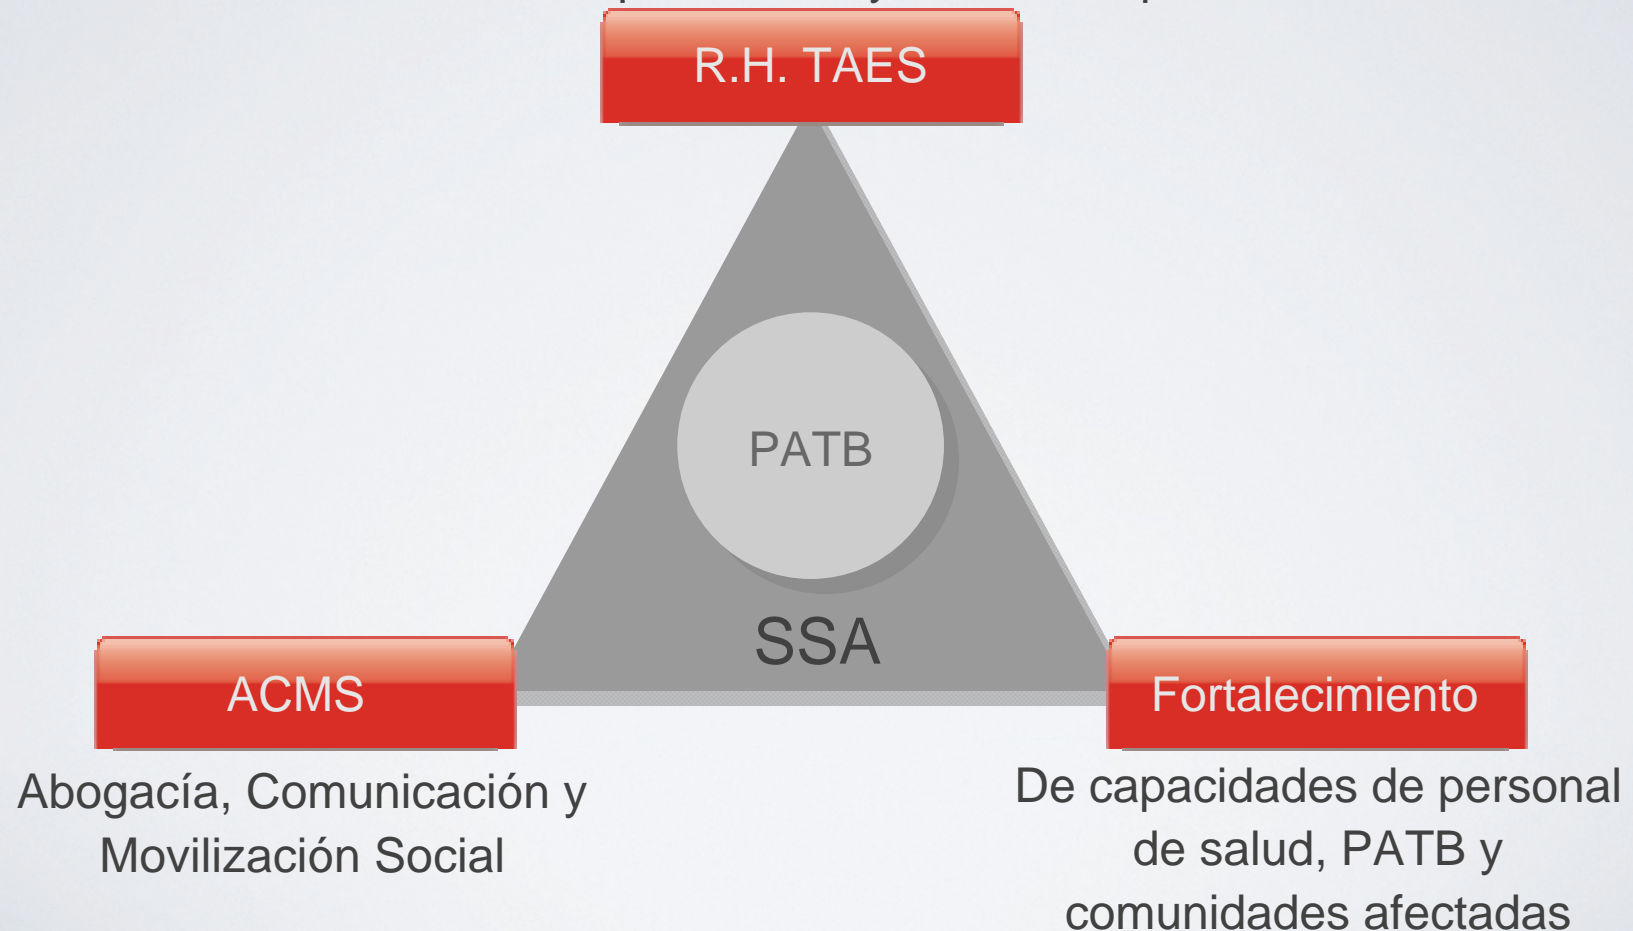 R.H. TAES
PATB
SSA
ACMS
Fortalecimiento
Abogacía, Comunicación y
Movilización Social
De capacidades de personal
de salud, PATB y
comunidades afectadas